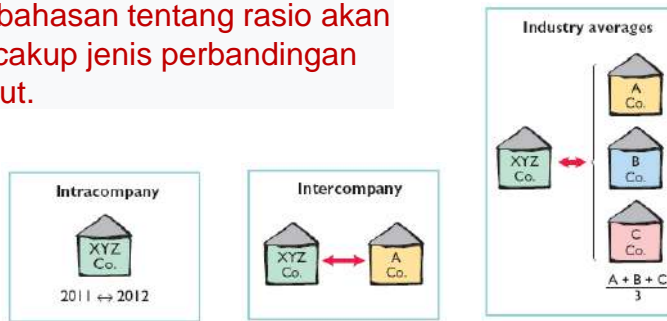 bahasan tentang rasio akan
cakup jenis perbandingan
ut.
Intracompany
XYZ
Co.
2011 ↔ 2012
Intercompany
XYZ
Co.
A
Co.
Industry averages
XYZ
Co.
A
Co.
B
Co.
C
Co.
A + B + C
3